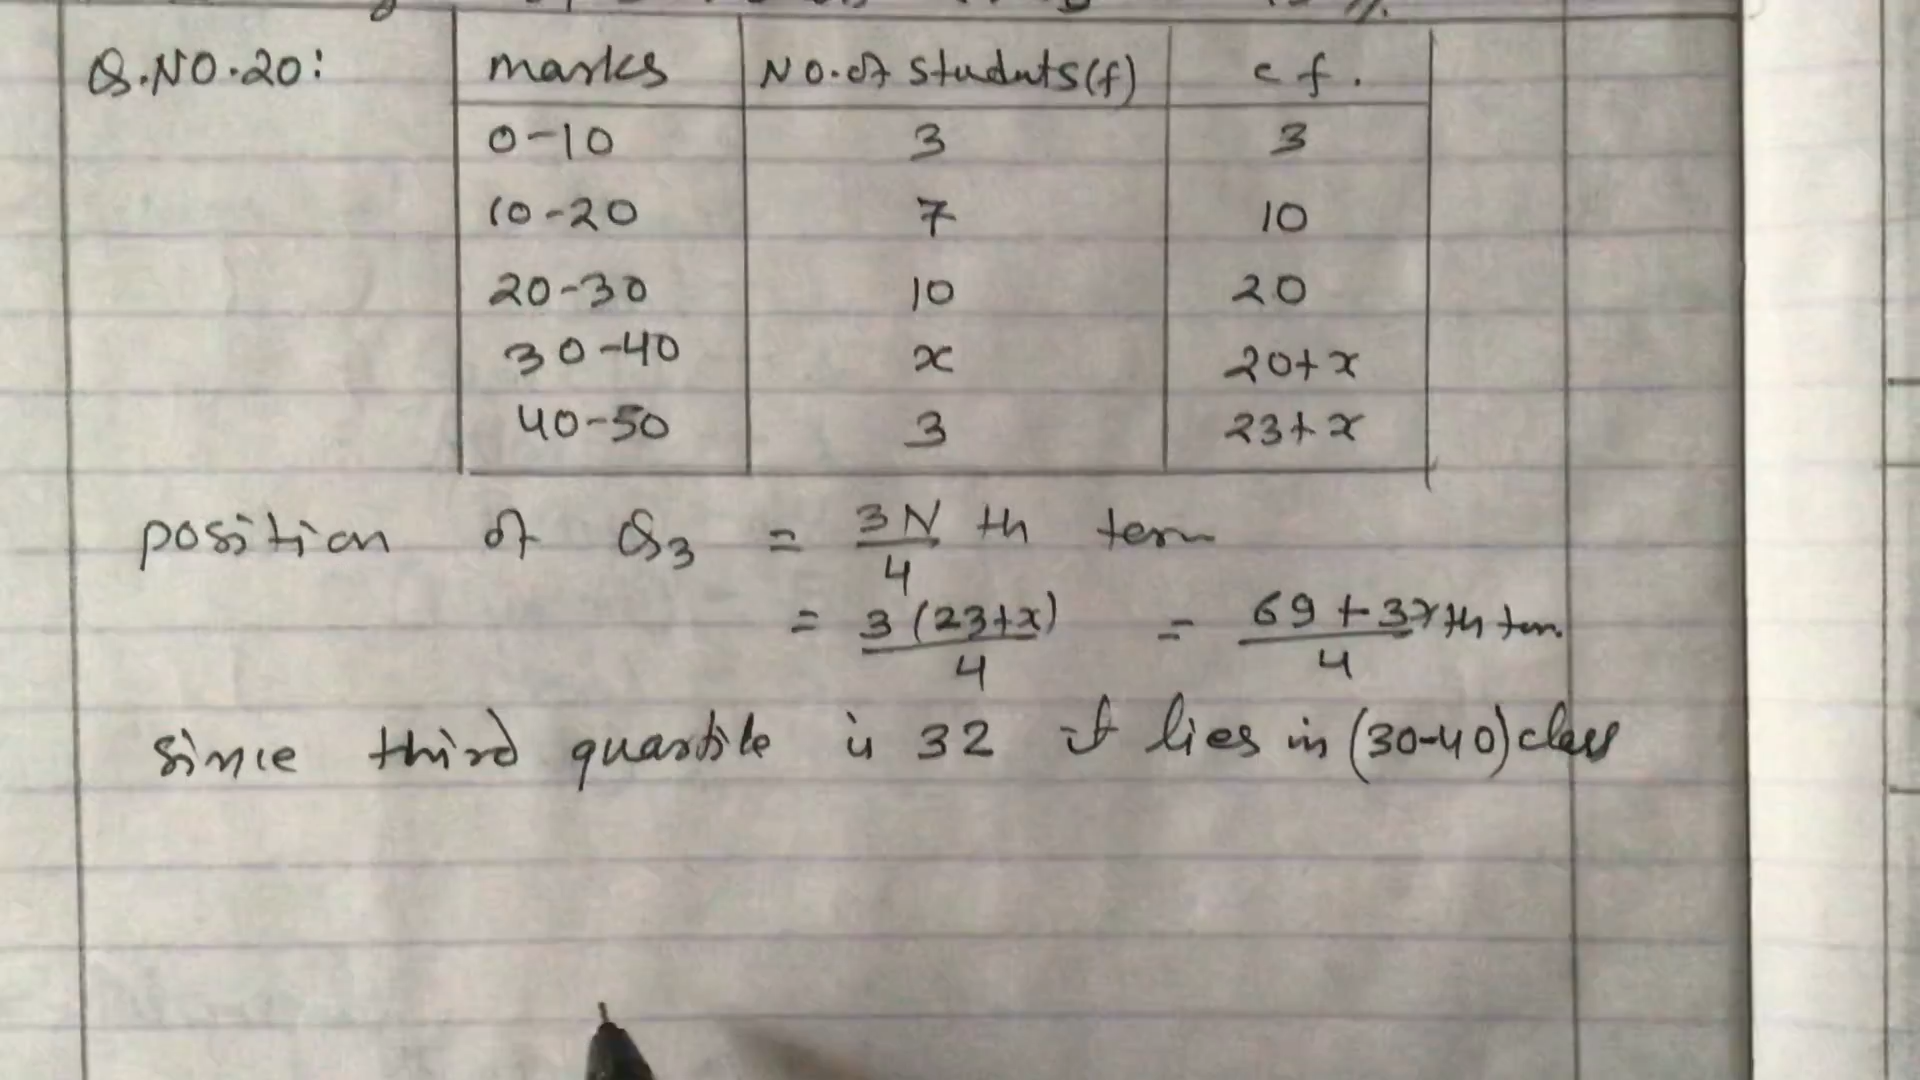 Q.NO.20:
marks No.of students(f) cf.
0-10 3 3
10-20 7 10
20-30 10 20
30-40 x 20+x
40-50 3 23+x
position of Q3 = 3N/4 th term
= 3(23+x)/4 = 69+3x/4 th term
since third quartile is 32 it lies in (30-40) class